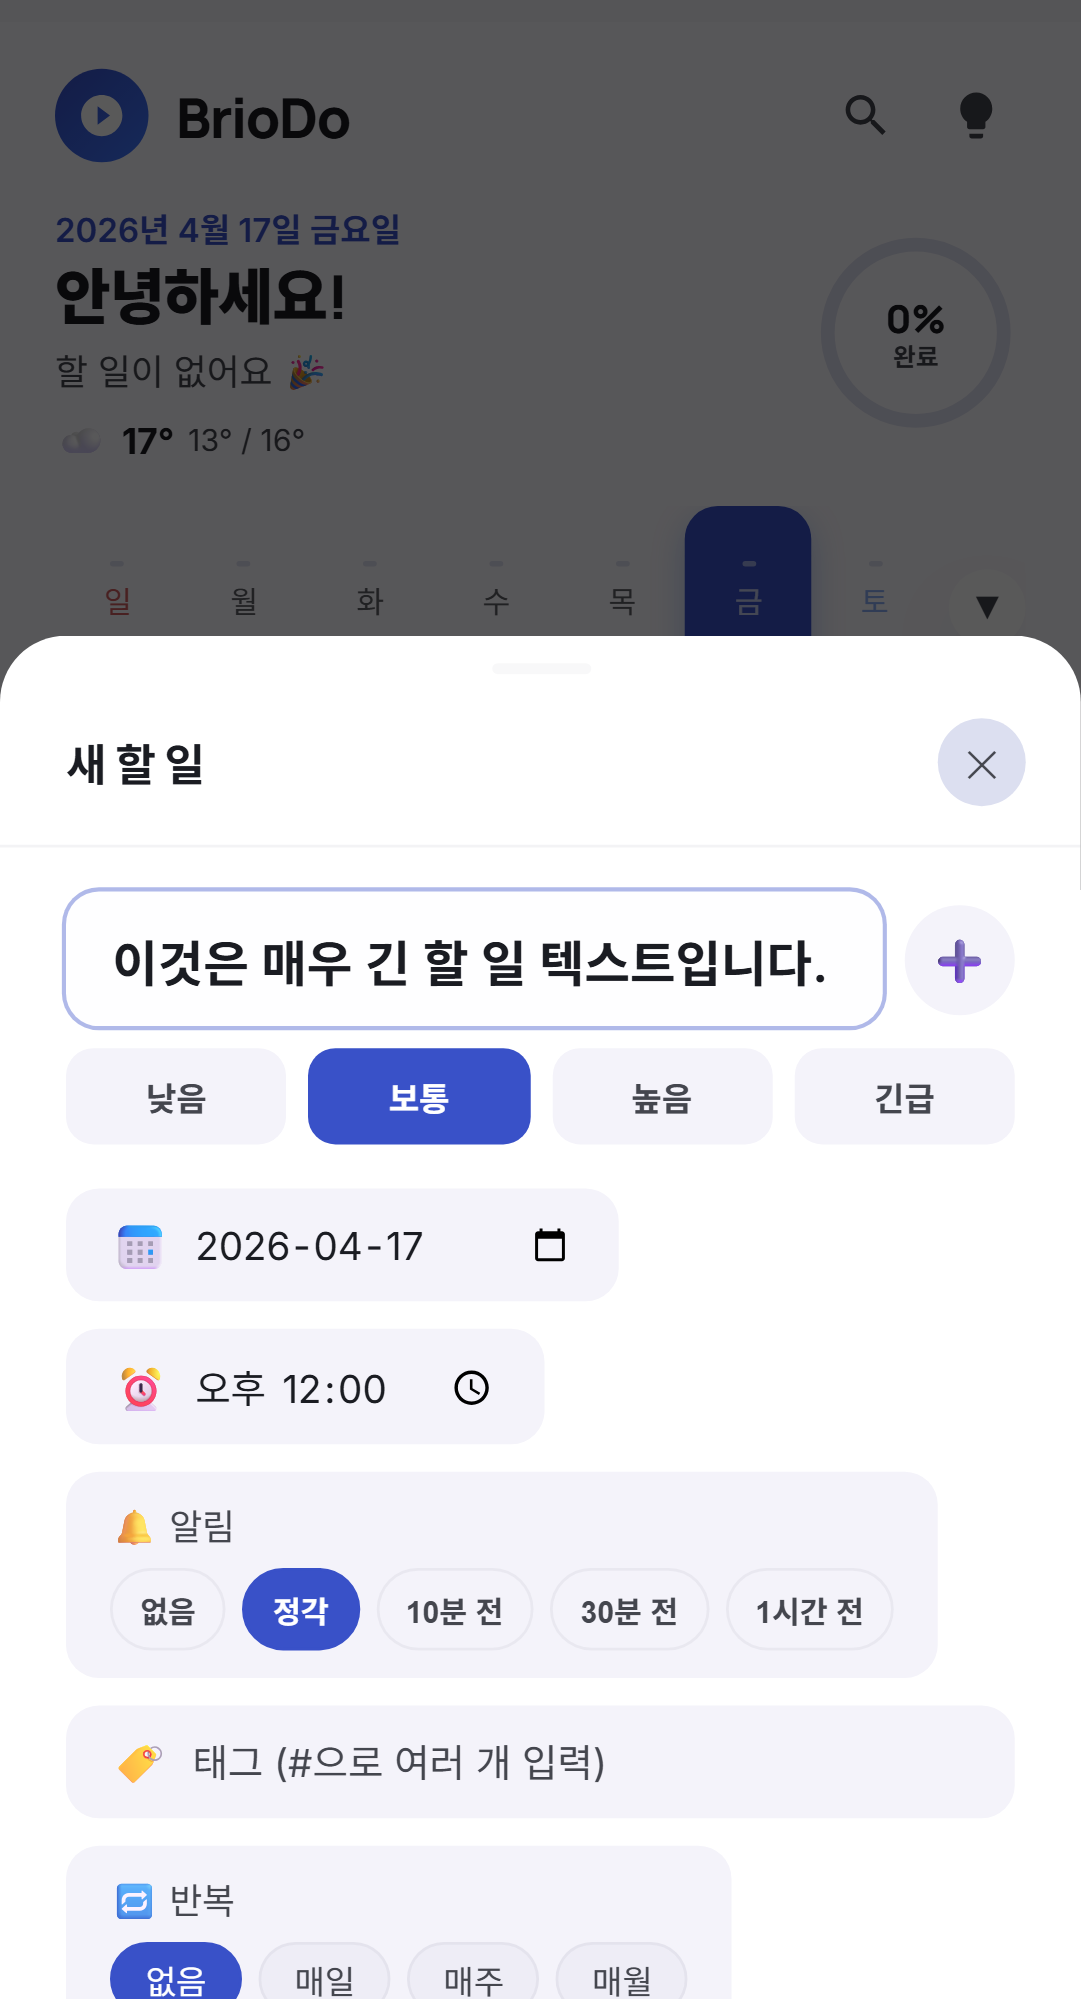 BrioDo
2026년 4월 17일 금요일
안녕하세요!
할 일이 없어요 🎉
17° 13° / 16°
0%
완료
일 월 화 수 목 금 토 ▼
새 할 일
이것은 매우 긴 할 일 텍스트입니다.
낮음 보통 높음 긴급
2026-04-17
오후 12:00
알림
없음 정각 10분 전 30분 전 1시간 전
태그 (#으로 여러 개 입력)
반복
없음 매일 매주 매월